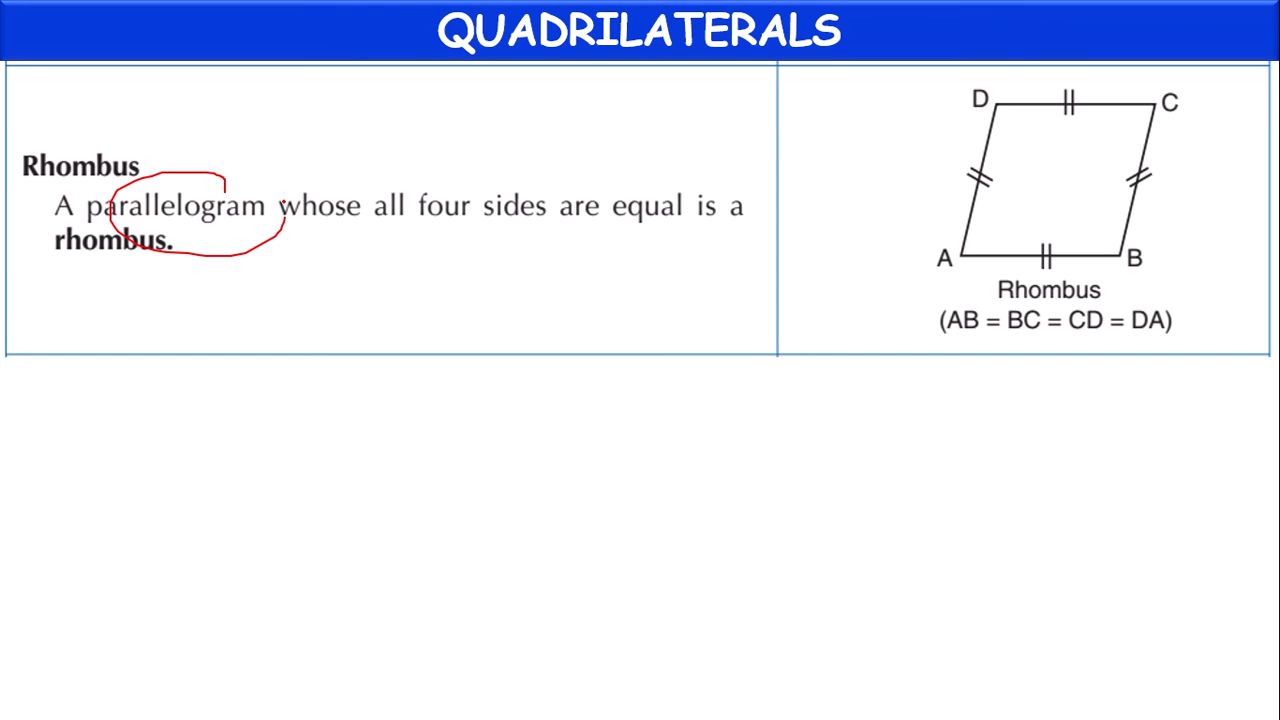 QUADRILATERALS
Rhombus
A parallelogram whose all four sides are equal is a
rhombus.
D
C
A
B
Rhombus
(AB = BC = CD = DA)